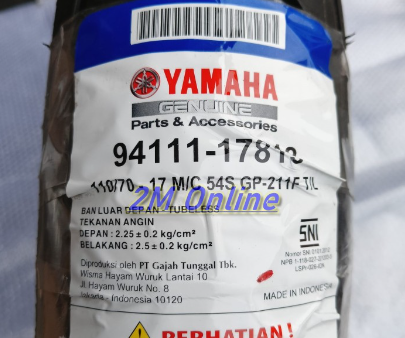 YAMAHA
GENUINE
Parts & Accessories
94111-17813
110/70 - 17 M/C 54S GP-211F T/L
2M Online
BAN LUAR DEPAN - TUBELESS
TEKANAN ANGIN
DEPAN : 2.25 ± 0.2 kg/cm²
BELAKANG : 2.5 ± 0.2 kg/cm²
Diproduksi oleh PT Gajah Tunggal Tbk.
Wisma Hayam Wuruk Lantai 10
Jl. Hayam Wuruk No. 8
Jakarta - Indonesia 10120
SNI
MADE IN INDONESIA
PERHATIAN !